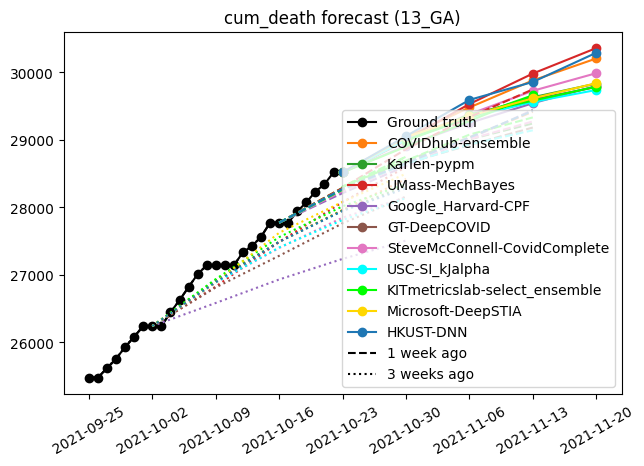 cum_death forecast (13_GA)
30000
29000
28000
27000
26000
Ground truth
COVIDhub-ensemble
Karlen-pypm
UMass-MechBayes
Google_Harvard-CPF
GT-DeepCOVID
SteveMcConnell-CovidComplete
USC-SI_kJalpha
KITmetricslab-select_ensemble
Microsoft-DeepSTIA
HKUST-DNN
1 week ago
3 weeks ago
2021-09-25
2021-10-02
2021-10-09
2021-10-16
2021-10-23
2021-10-30
2021-11-06
2021-11-13
2021-11-20